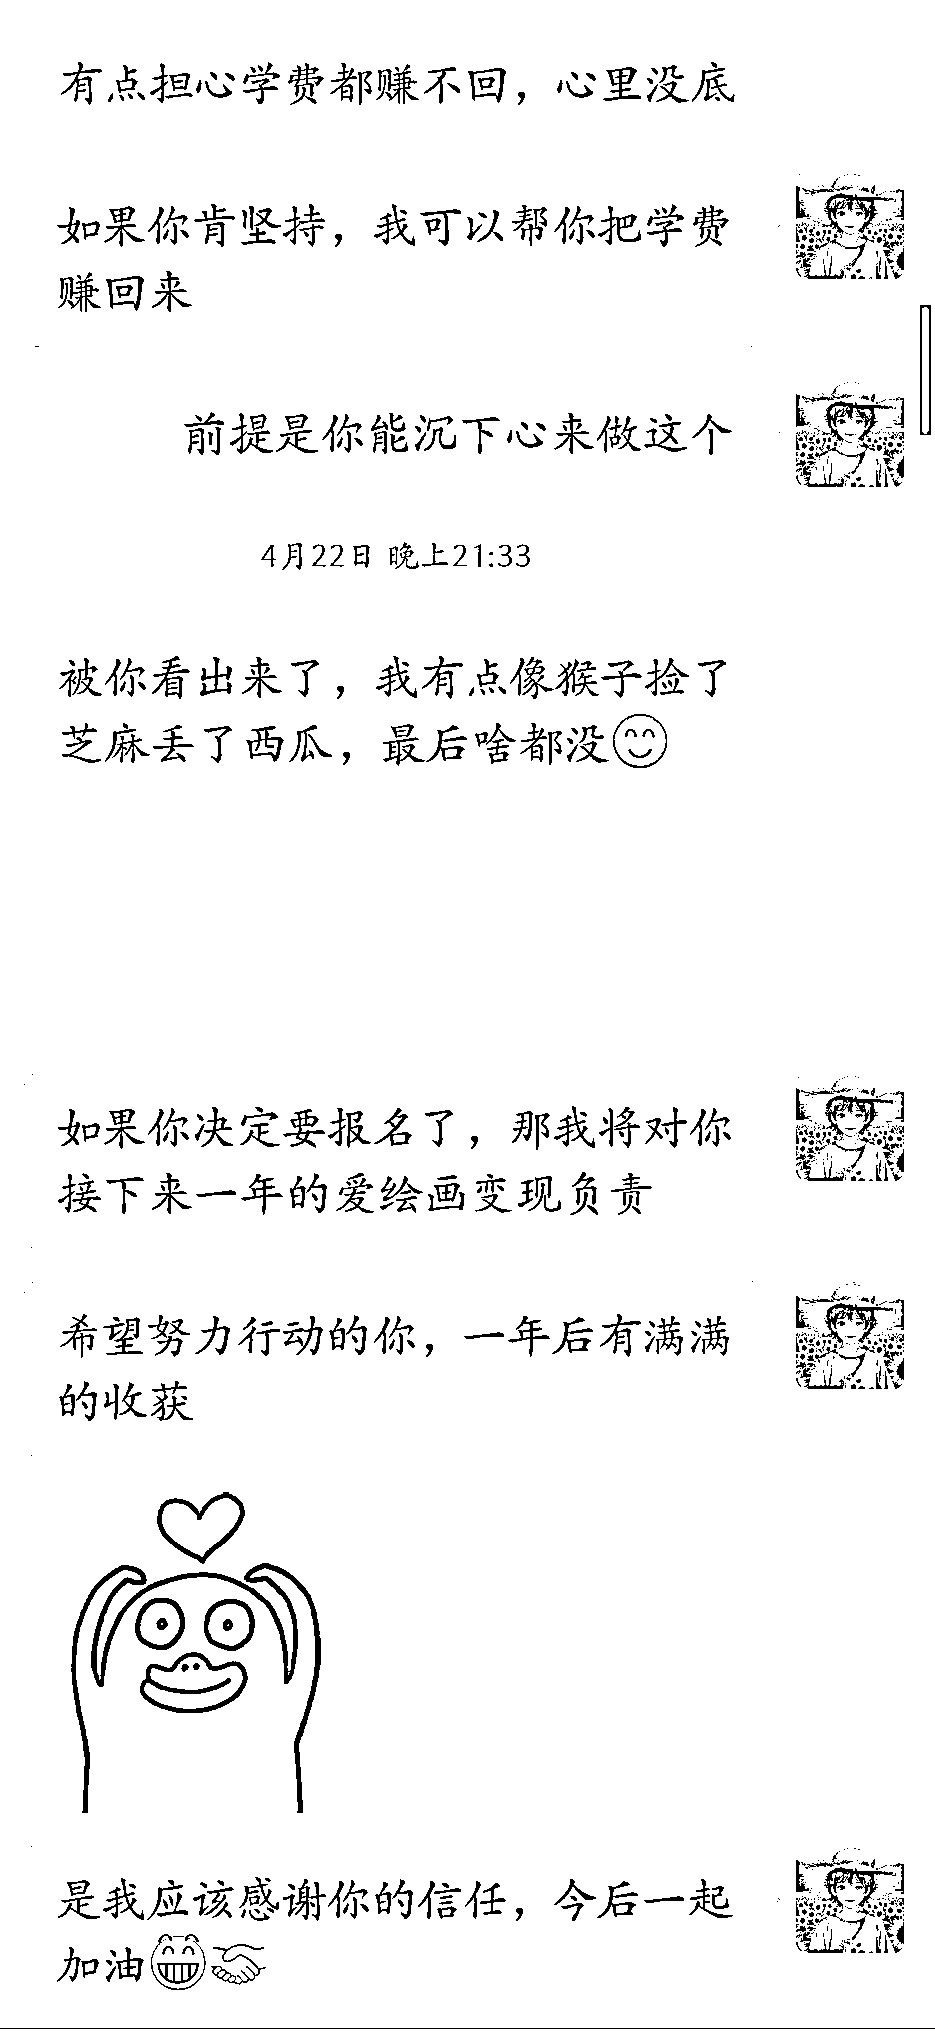 有点担心学费都赚不回，心里没底
如果你肯坚持，我可以帮你把学费
赚回来
前提是你能沉下心来做这个
4月22日 晚上21:33
被你看出来了，我有点像猴子捡了
芝麻丢了西瓜，最后啥都没😊
如果你决定要报名了，那我将对你
接下来一年的爱绘画变现负责
希望努力行动的你，一年后有满满
的收获
是我应该感谢你的信任，今后一起
加油😁🤝